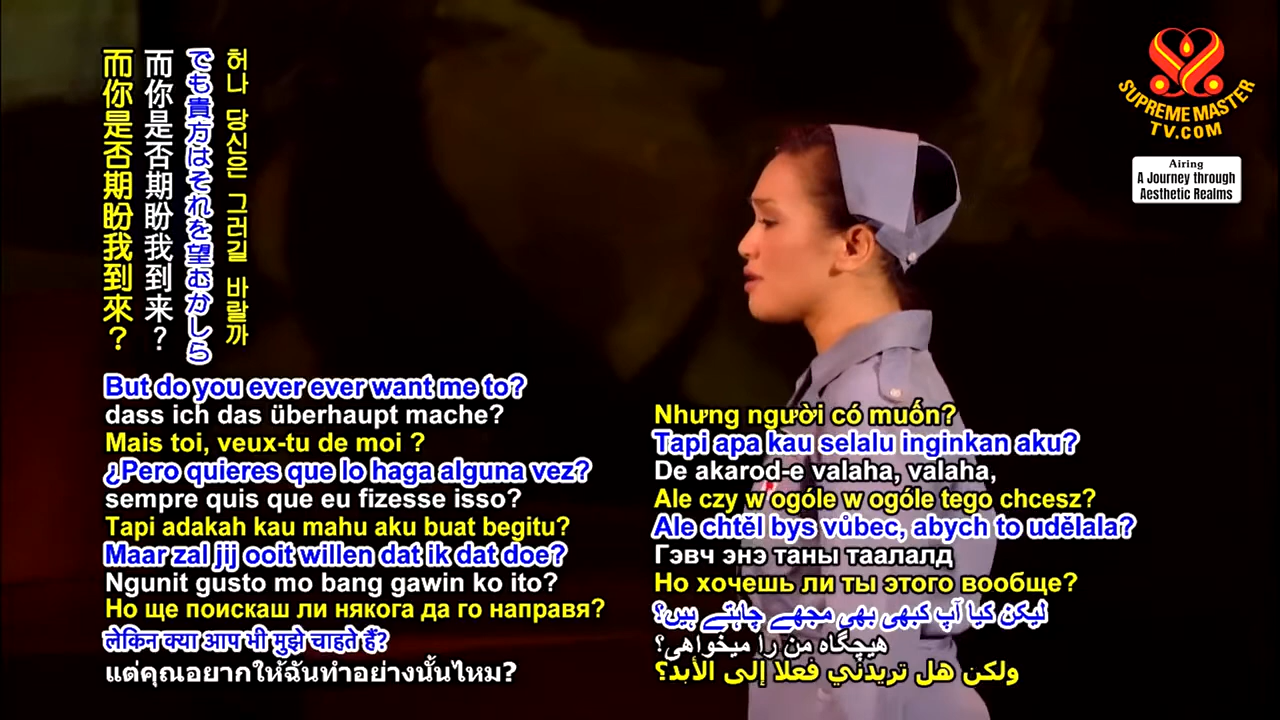 而你是否期盼我到來？
而你是否期盼我到来？
でも貴方はそれを望むかしら
허나 당신은 그러길 바랄까
But do you ever ever want me to?
dass ich das überhaupt mache?
Mais toi, veux-tu de moi ?
¿Pero quieres que lo haga alguna vez?
sempre quis que eu fizesse isso?
Tapi adakah kau mahu aku buat begitu?
Maar zal jij ooit willen dat ik dat doe?
Ngunit gusto mo bang gawin ko ito?
Но ще поискаш ли някога да го направя?
लेकिन क्या आप भी मुझे चाहते हैं?
แต่คุณอยากให้ฉันทำอย่างนั้นไหม?
Nhưng người có muốn?
Tapi apa kau selalu inginkan aku?
De akarod-e valaha, valaha,
Ale czy w ogóle w ogóle tego chcesz?
Ale chtěl bys vůbec, abych to udělala?
Гэвч энэ таны таалалд
Но хочешь ли ты этого вообще?
لیکن کیا آپ کبھی بھی مجھے چاہتے ہیں؟
هیچگاه من را میخواهی؟
ولكن هل تريدني فعلا إلى الأبد؟
SUPREME MASTER
TV.COM
Airing
A Journey through
Aesthetic Realms